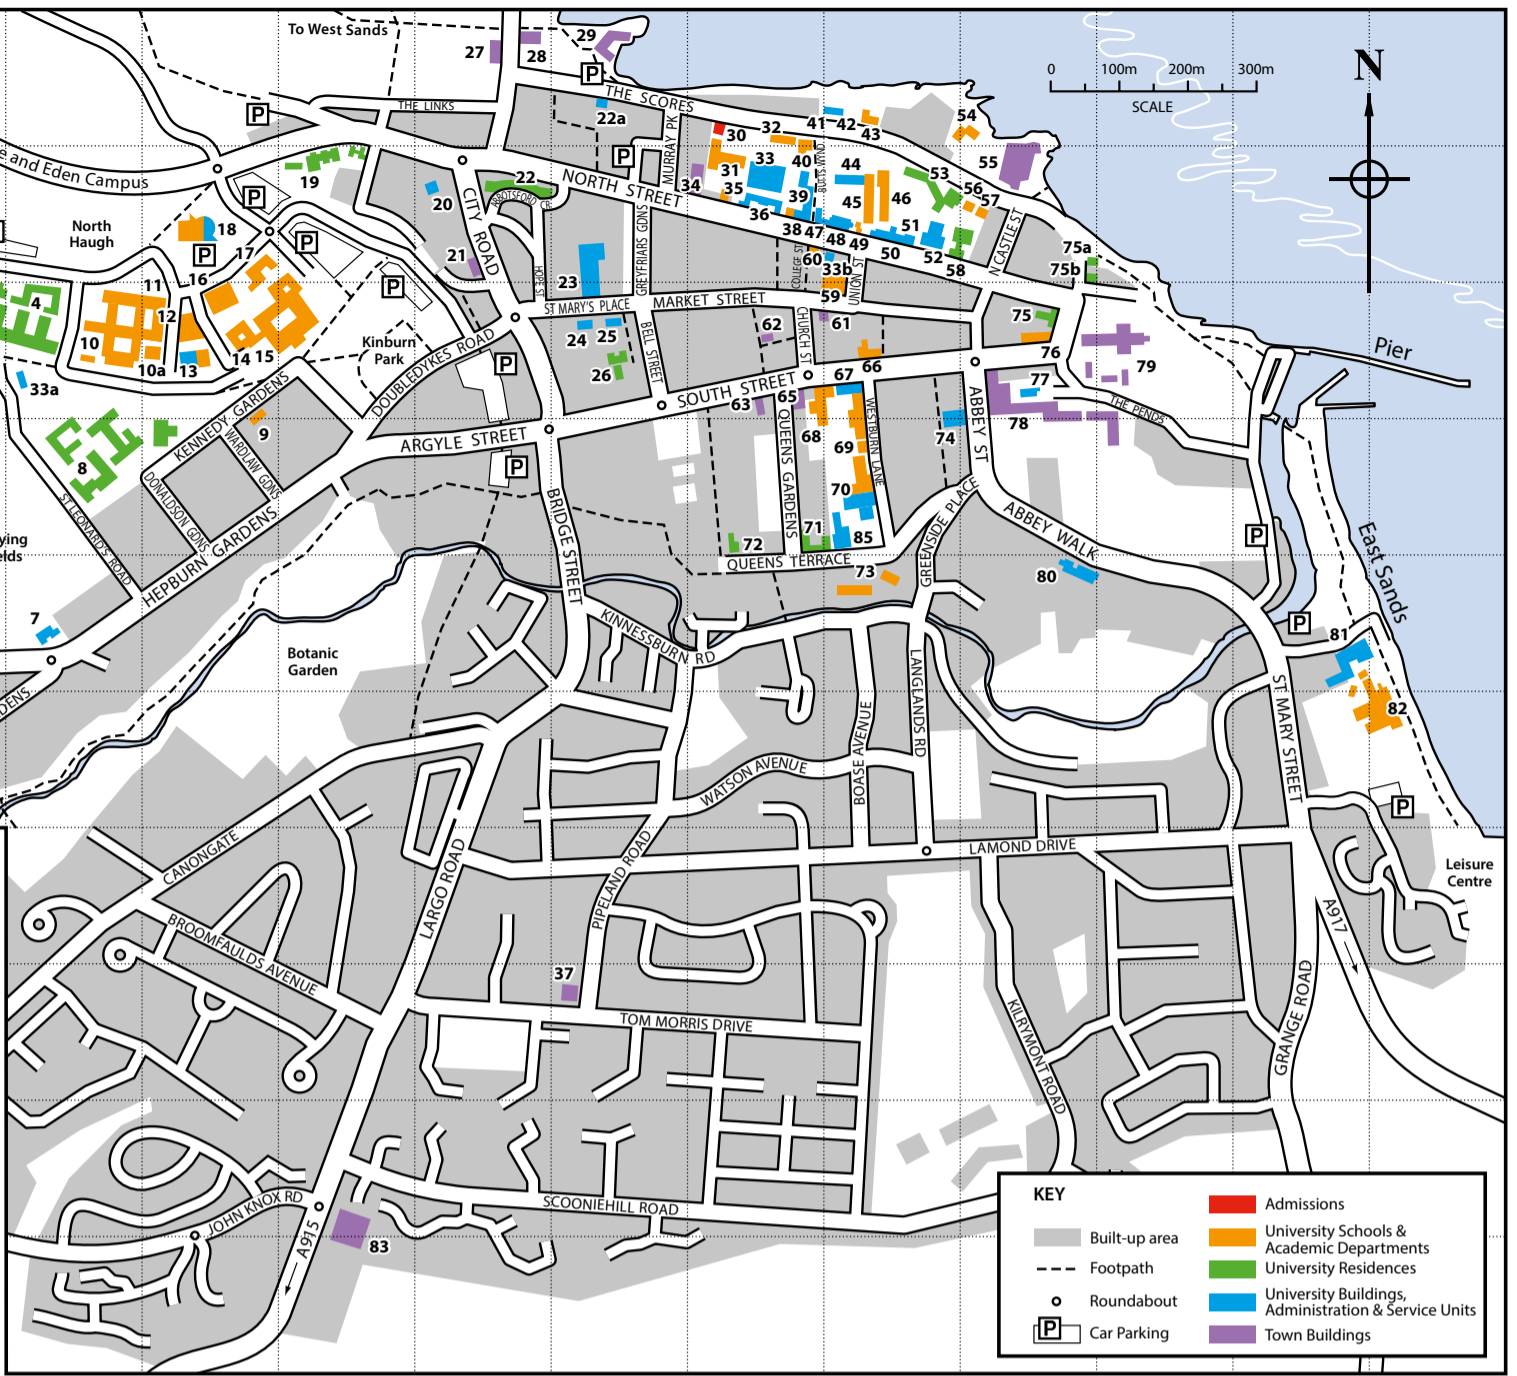 To West Sands
27
28
29
P
P
THE LINKS
THE SCORES
22a
MURRAY PK
P
0 100m 200m 300m
SCALE
N
e and Eden Campus
19
20
22
ABBOTSFORD CR
NORTH STREET
34
30
31
35
32
33
36
40
39
41
42
43
BUTTS WYND
44
45
46
38
47
48
49
50
51
52
53
54
55
56
57
58
N CASTLE ST
75a
75b
P
North
Haugh
18
P
P
17
16
CITY ROAD
21
HOPE ST
23
GREYFRIARS GDNS
COLLEGE ST
60
33b
59
UNION ST
4
11
12
10
10a
13
14
15
P
ST MARY'S PLACE
MARKET STREET
24
25
26
BELL STREET
62
CHURCH ST
61
75
76
79
Pier
33a
Kinburn
Park
DOUBLEDYKES ROAD
P
KENNEDY GARDENS
9
WARDLAW GDNS
8
DONALDSON GDNS
ARGYLE STREET
SOUTH STREET
63
65
67
66
68
69
70
71
72
85
QUEENS GARDENS
WESTBURN LANE
74
ABBEY ST
77
78
THE PENDS
P
ST LEONARD'S ROAD
HEPBURN GARDENS
ying
elds
BRIDGE STREET
QUEENS TERRACE
73
GREENSIDE PLACE
ABBEY WALK
80
P
East Sands
7
DENS
Botanic
Garden
KINNESSBURN RD
LANGLANDS RD
BOASE AVENUE
WATSON AVENUE
P
81
82
ST MARY STREET
P
CANONGATE
LARGO ROAD
PIPELAND ROAD
LAMOND DRIVE
Leisure
Centre
BROOMFAULDS AVENUE
A917
37
TOM MORRIS DRIVE
KILRYMONT ROAD
GRANGE ROAD
JOHN KNOX RD
A915
83
SCOONIEHILL ROAD
KEY
Built-up area
Footpath
Roundabout
P Car Parking
Admissions
University Schools &
Academic Departments
University Residences
University Buildings,
Administration & Service Units
Town Buildings